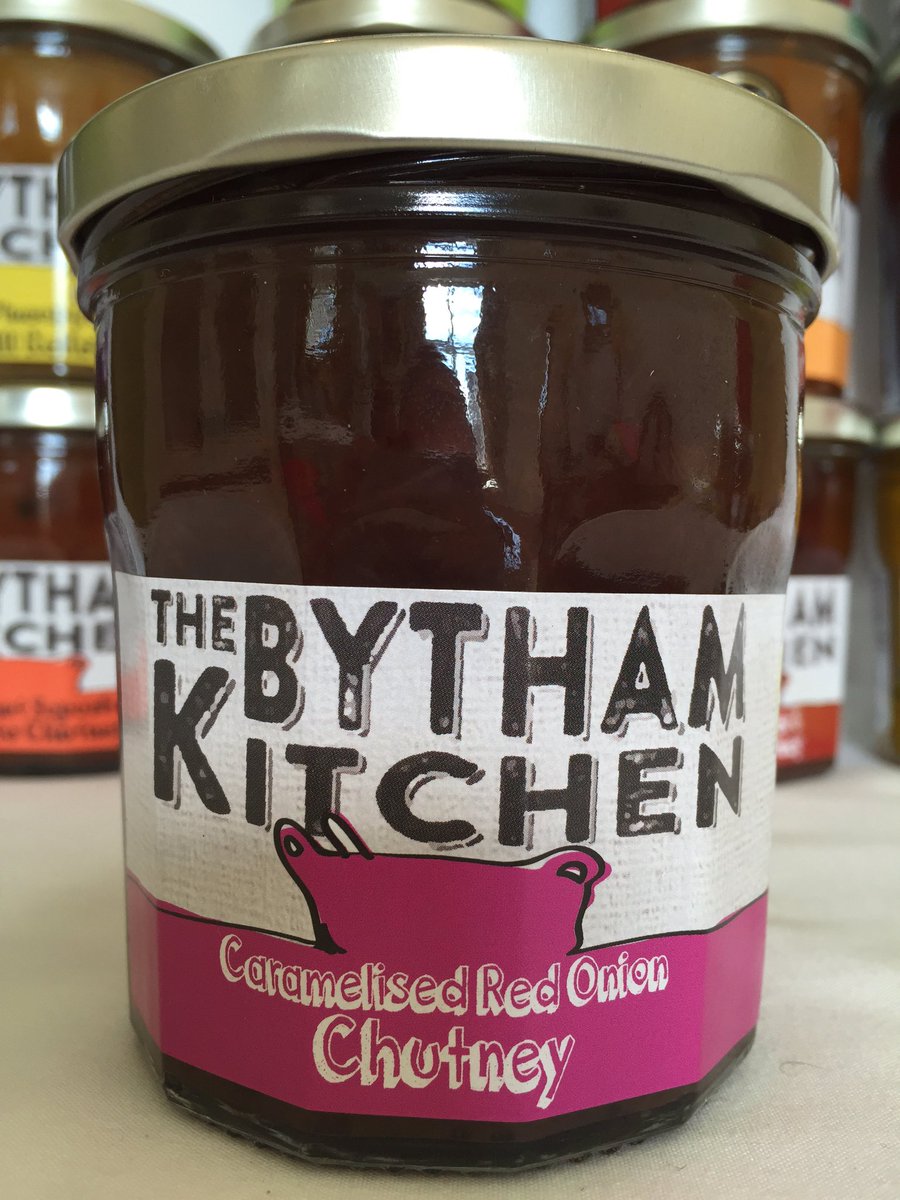 THE BYTHAM
KITCHEN
Caramelised Red Onion
Chutney